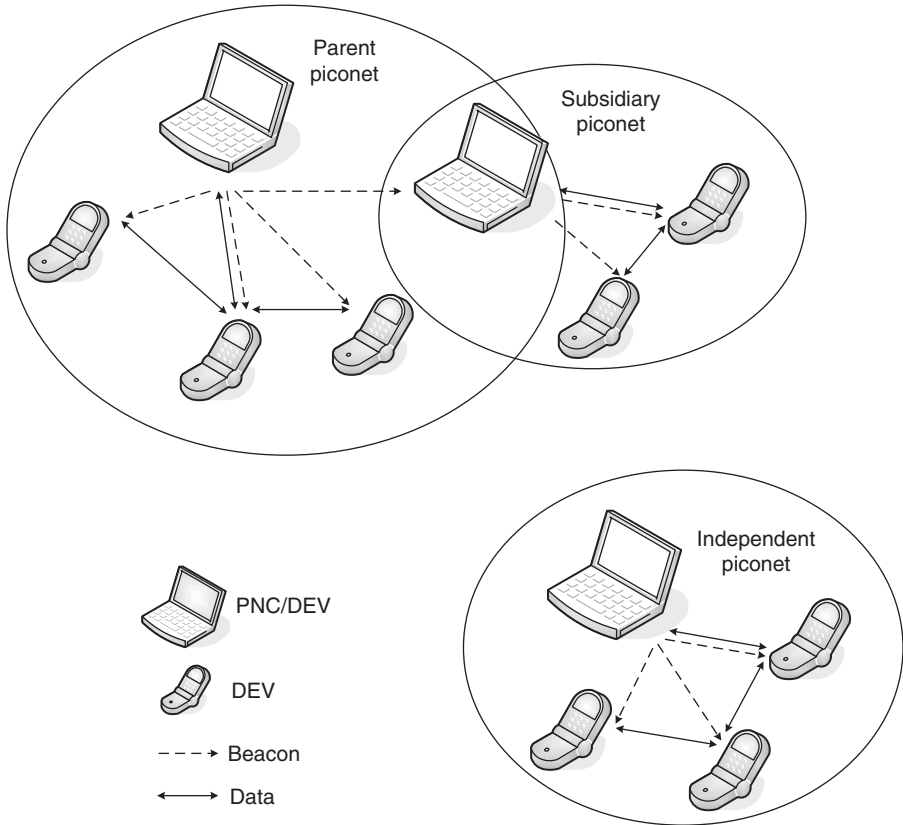 Parent
piconet
Subsidiary
piconet
Independent
piconet
PNC/DEV
DEV
Beacon
Data